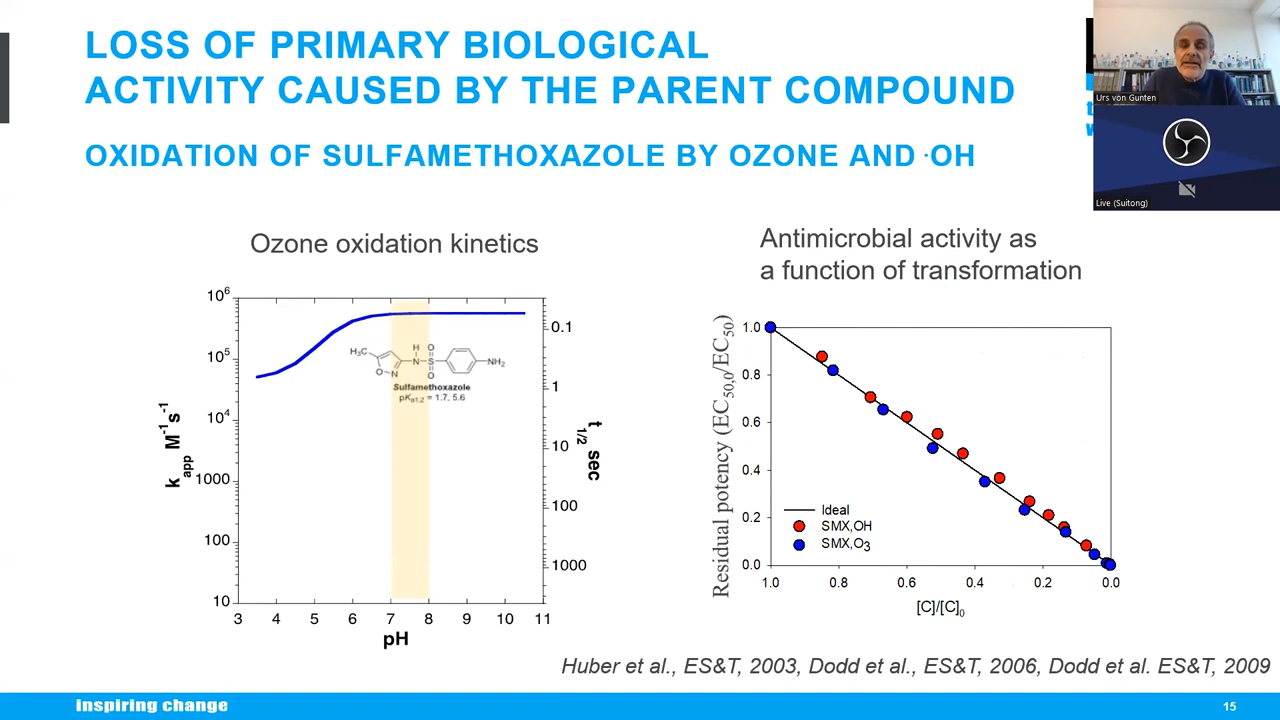 LOSS OF PRIMARY BIOLOGICAL
ACTIVITY CAUSED BY THE PARENT COMPOUND
OXIDATION OF SULFAMETHOXAZOLE BY OZONE AND ·OH
Urs von Gunten
Live (Suitong)
Ozone oxidation kinetics
10⁶
10⁵
10⁴
1000
100
10
k_app M⁻¹s⁻¹
3 4 5 6 7 8 9 10 11
pH
0.1
1
10
100
1000
t_1/2 sec
H₃C
O
N
H
N
O
S
O
NH₂
Sulfamethoxazole
pK_a1,2 = 1.7, 5.6
Antimicrobial activity as
a function of transformation
Residual potency (EC₅₀,₀/EC₅₀)
1.0
0.8
0.6
0.4
0.2
0.0
Ideal
SMX,OH
SMX,O₃
1.0 0.8 0.6 0.4 0.2 0.0
[C]/[C]₀
Huber et al., ES&T, 2003, Dodd et al., ES&T, 2006, Dodd et al. ES&T, 2009
inspiring change
15